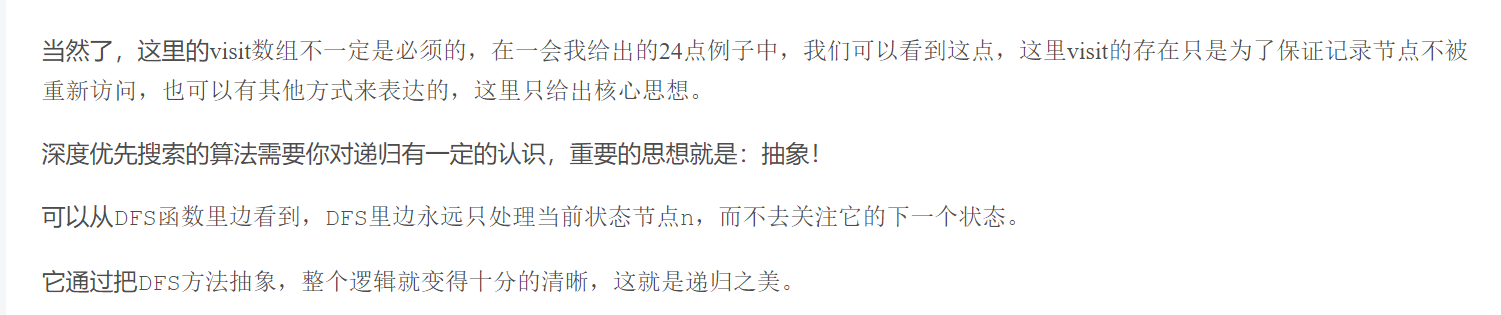 当然了，这里的visit数组不一定是必须的，在一会我给出的24点例子中，我们可以看到这点，这里visit的存在只是为了保证记录节点不被
重新访问，也可以有其他方式来表达的，这里只给出核心思想。
深度优先搜索的算法需要你对递归有一定的认识，重要的思想就是：抽象！
可以从DFS函数里边看到，DFS里边永远只处理当前状态节点n，而不去关注它的下一个状态。
它通过把DFS方法抽象，整个逻辑就变得十分的清晰，这就是递归之美。